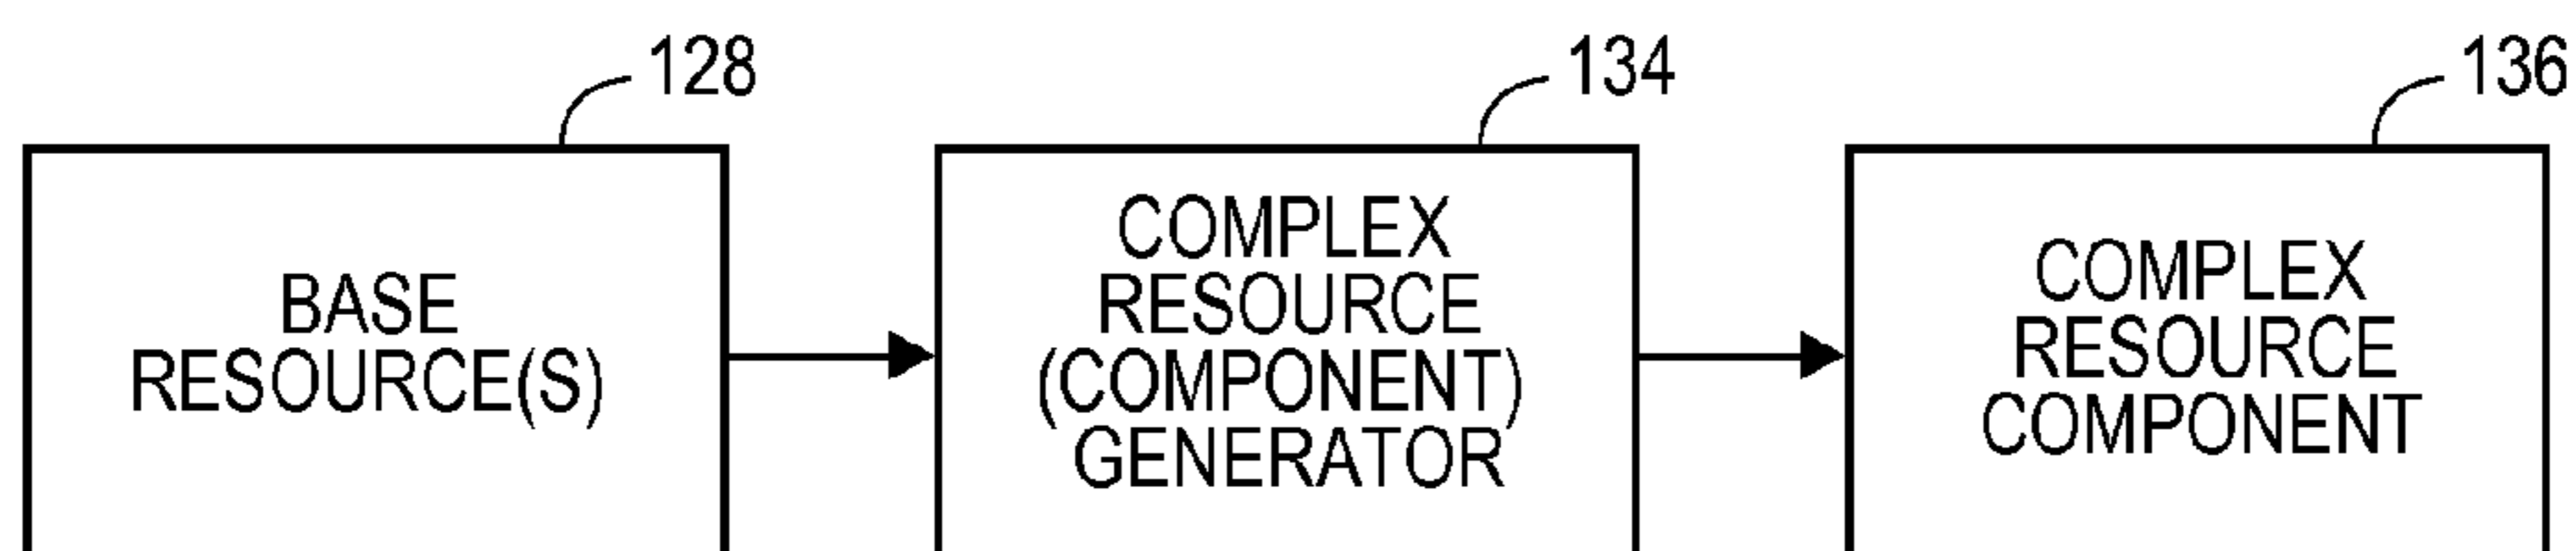 128
134
136
BASE
RESOURCE(S)
COMPLEX
RESOURCE
(COMPONENT)
GENERATOR
COMPLEX
RESOURCE
COMPONENT